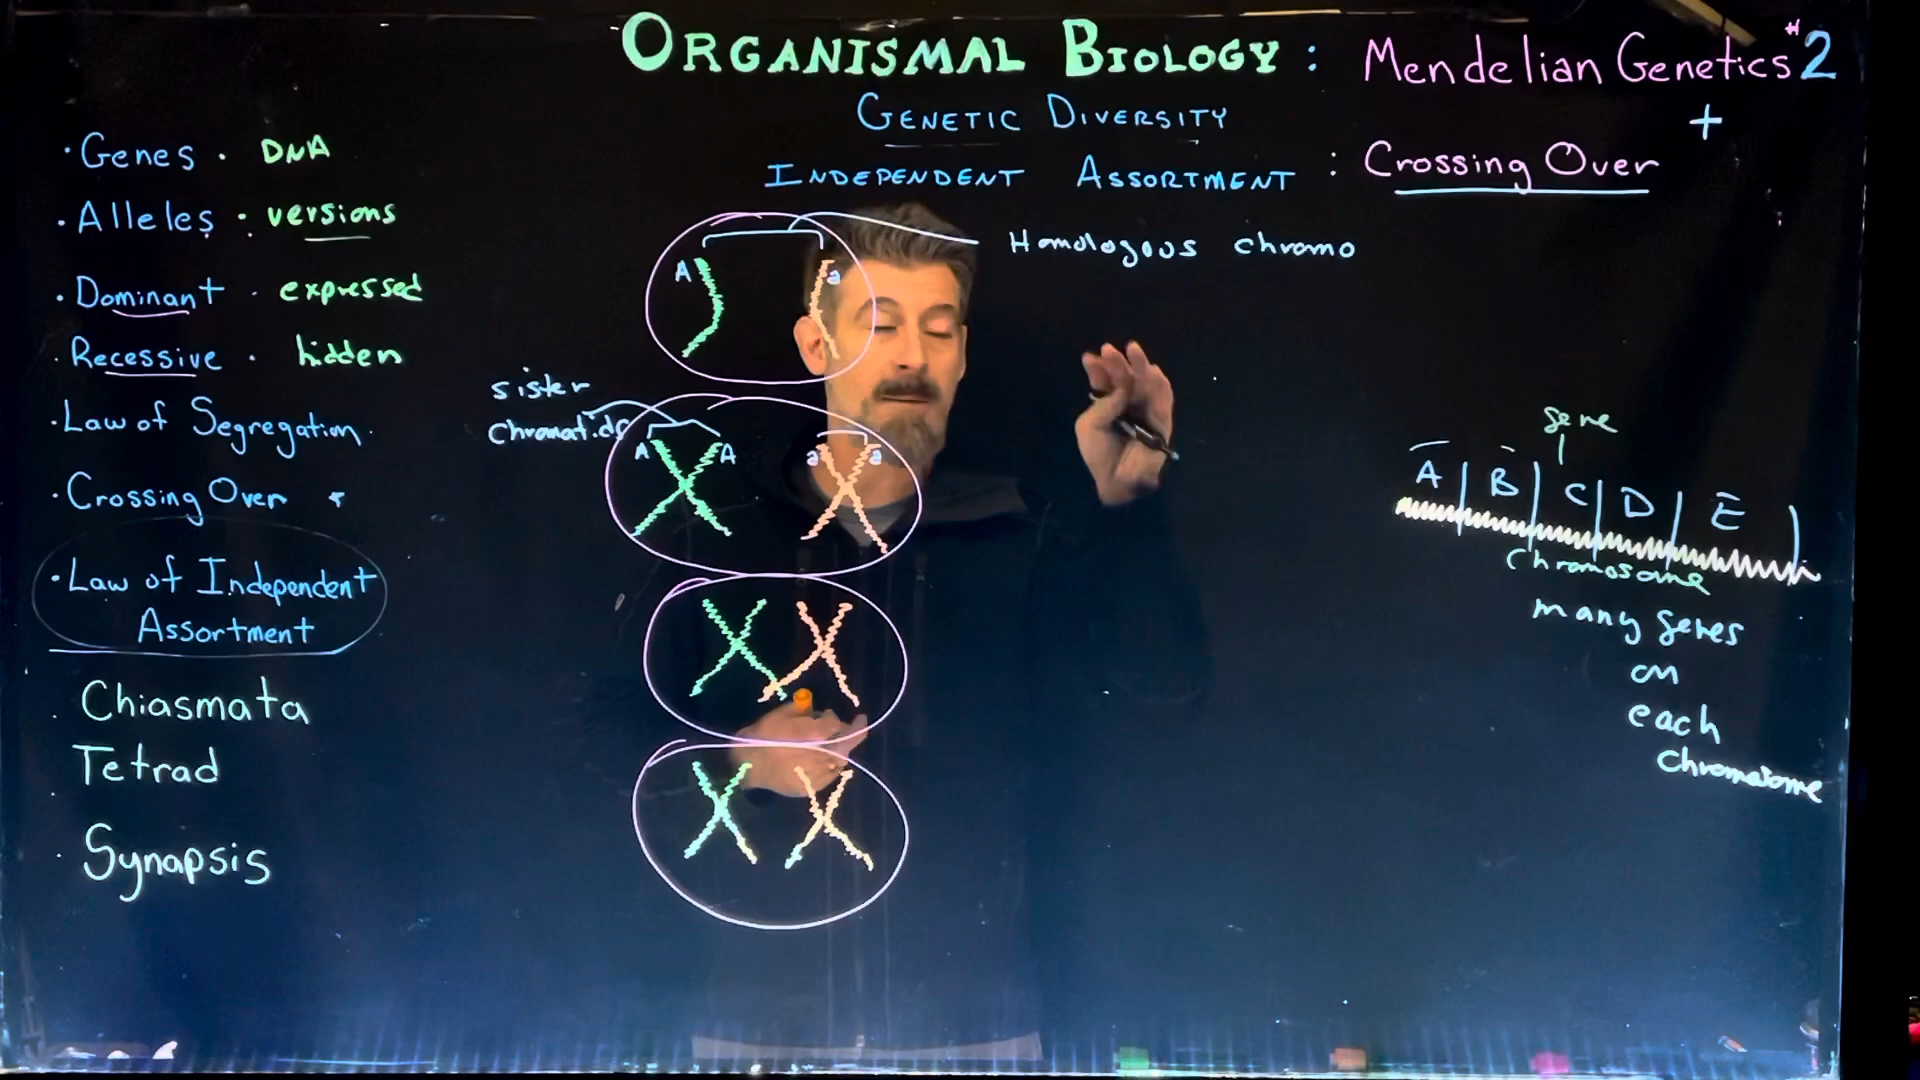 ORGANISMAL BIOLOGY : Mendelian Genetics #2
+
GENETIC DIVERSITY
INDEPENDENT ASSORTMENT : Crossing Over
· Genes · DNA
· Alleles : versions
· Dominant · expressed
· Recessive · hidden
· Law of Segregation.
· Crossing Over
· Law of Independent
Assortment
· Chiasmata
Tetrad
· Synapsis
Homologous chromo
A a
sister
chromatids
A A a a
gene
A B C D E
Chromosome
many genes
on
each
chromosome